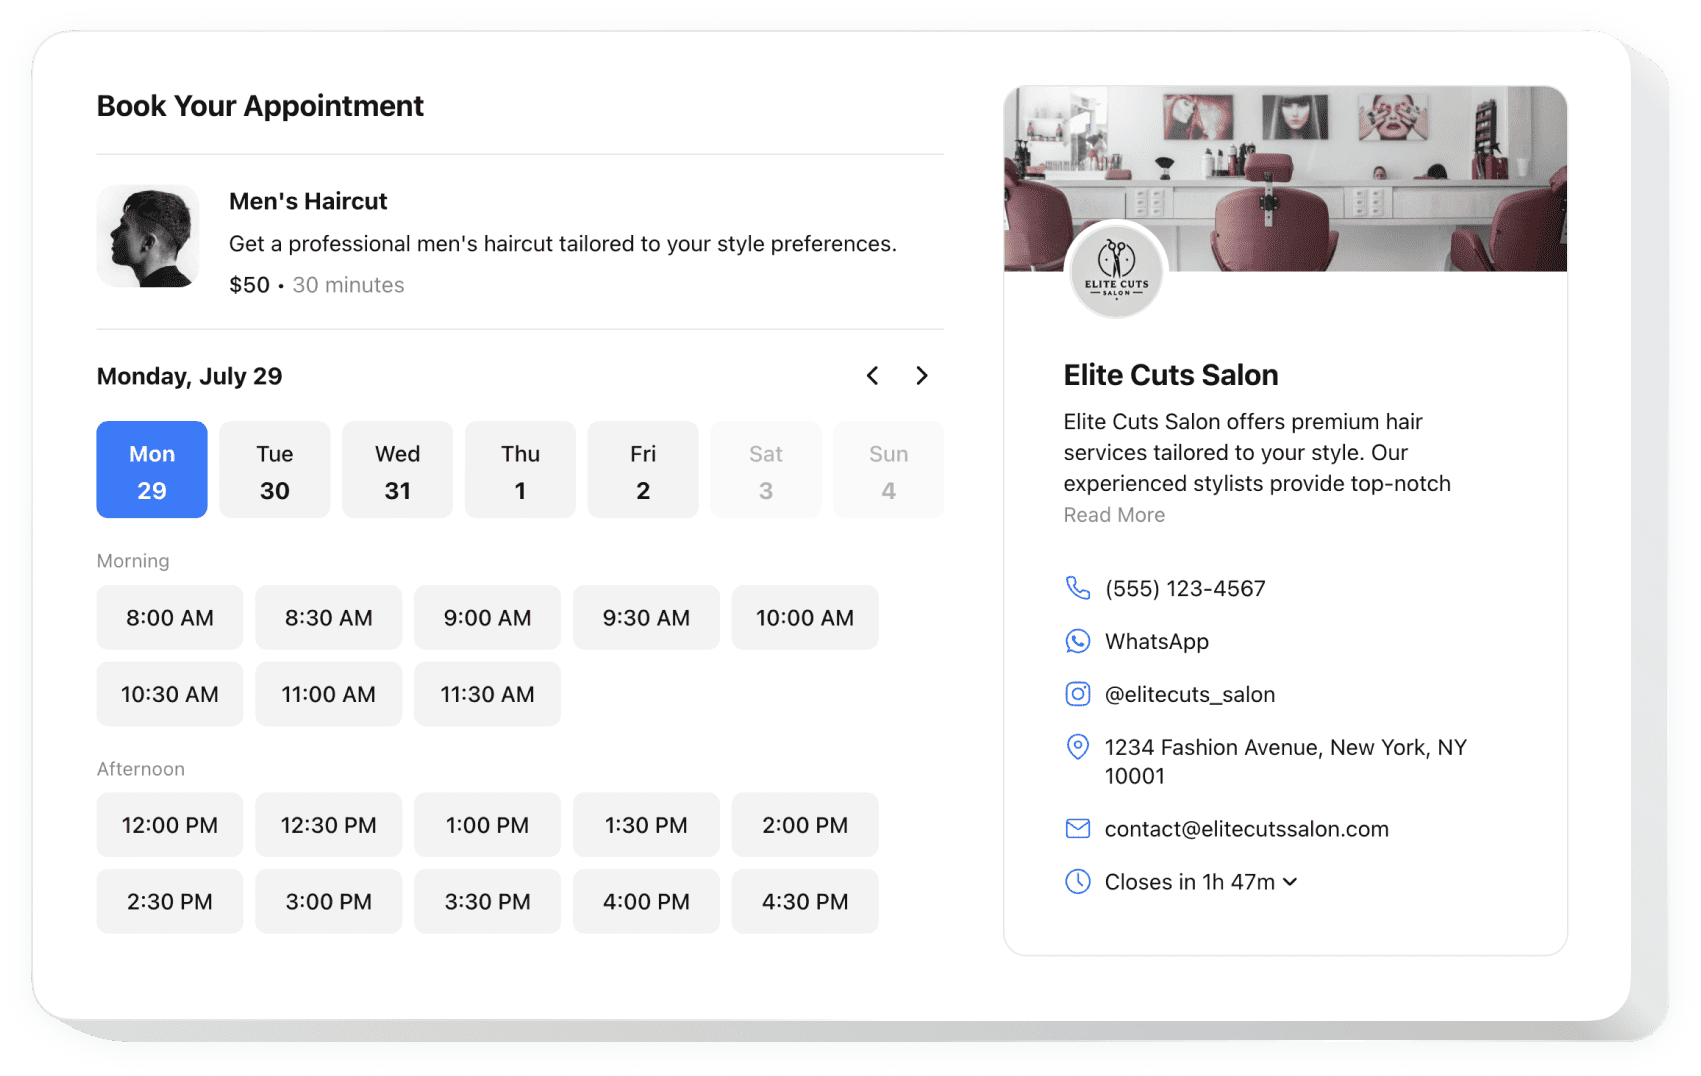 Book Your Appointment
Men's Haircut
Get a professional men's haircut tailored to your style preferences.
$50 • 30 minutes
Monday, July 29
Mon Tue Wed Thu Fri Sat Sun
29 30 31 1 2 3 4
Morning
8:00 AM 8:30 AM 9:00 AM 9:30 AM 10:00 AM
10:30 AM 11:00 AM 11:30 AM
Afternoon
12:00 PM 12:30 PM 1:00 PM 1:30 PM 2:00 PM
2:30 PM 3:00 PM 3:30 PM 4:00 PM 4:30 PM
ELITE CUTS
SALON
Elite Cuts Salon
Elite Cuts Salon offers premium hair
services tailored to your style. Our
experienced stylists provide top-notch
Read More
(555) 123-4567
WhatsApp
@elitecuts_salon
1234 Fashion Avenue, New York, NY
10001
contact@elitecutssalon.com
Closes in 1h 47m